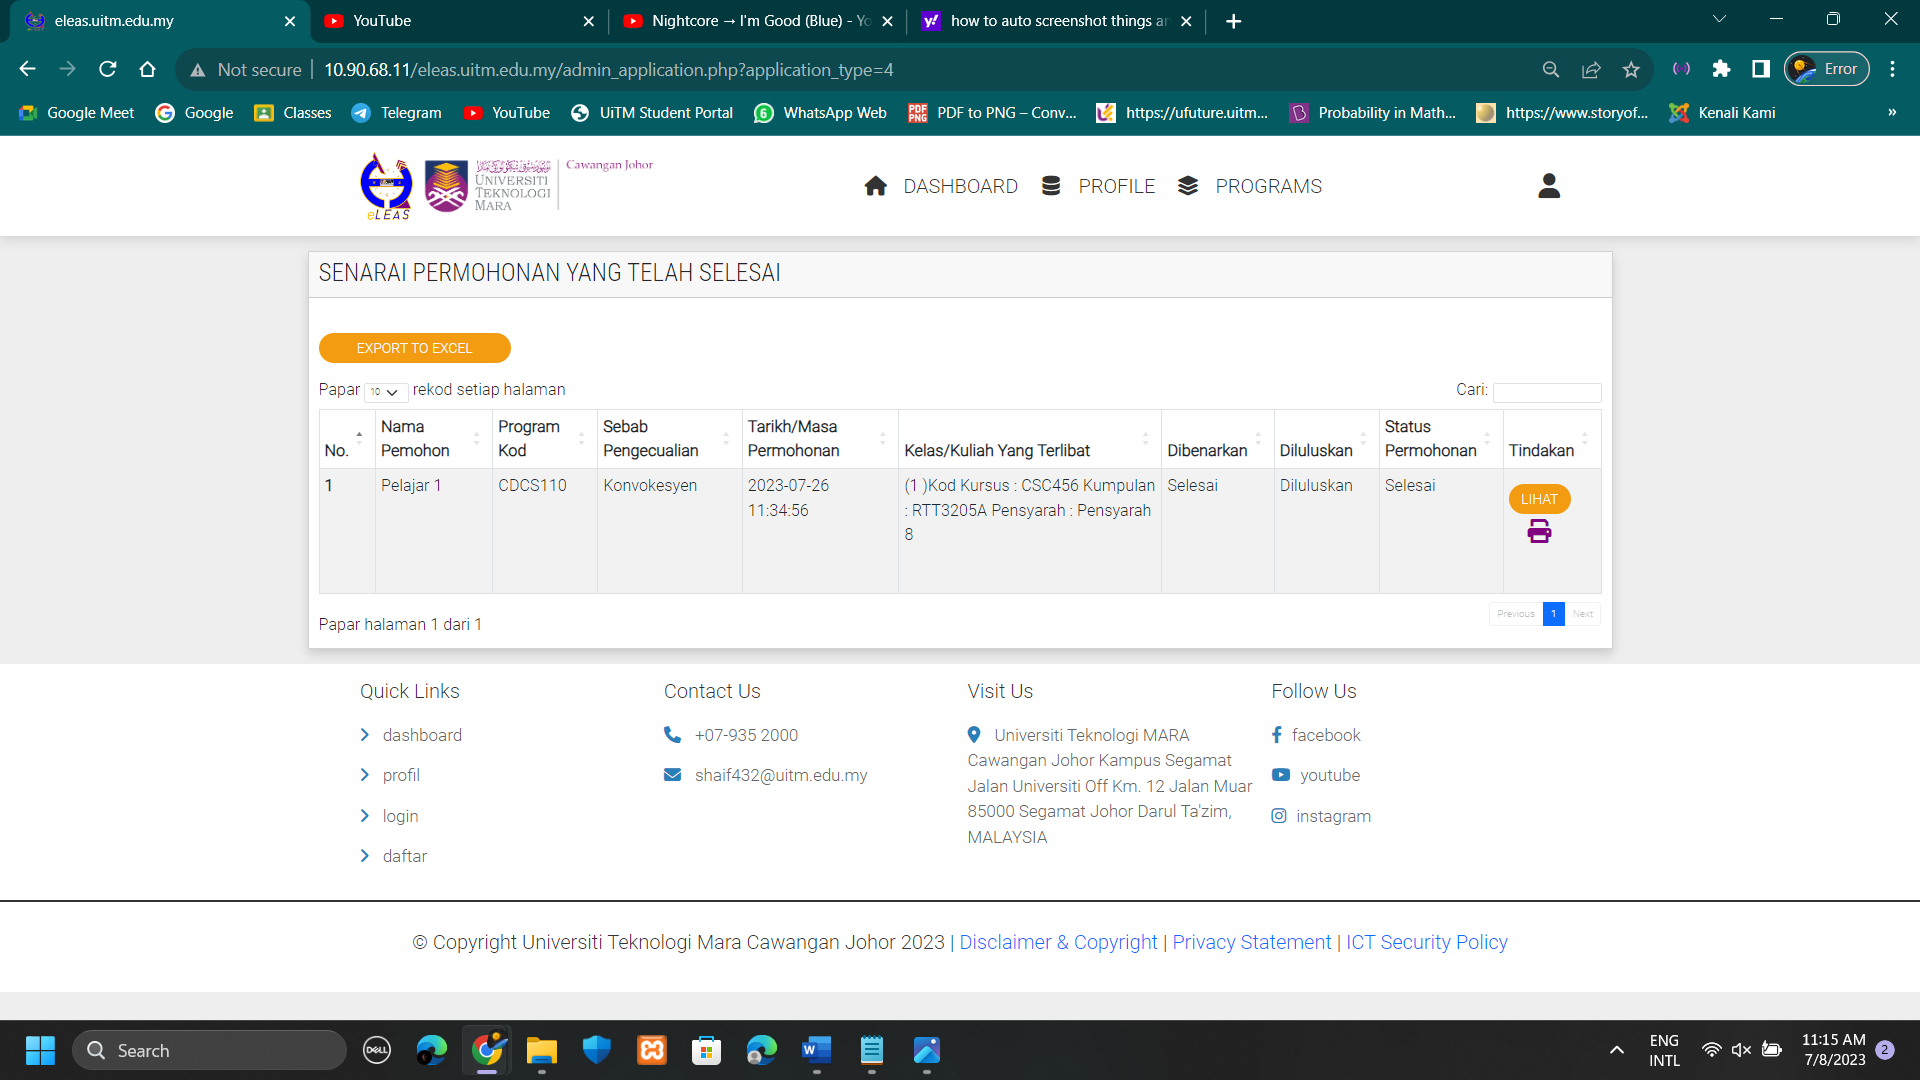 eleas.uitm.edu.my
YouTube
Nightcore → I'm Good (Blue) - Yo
how to auto screenshot things an
Not secure
10.90.68.11/eleas.uitm.edu.my/admin_application.php?application_type=4
Error
Google Meet
Google
Classes
Telegram
YouTube
UiTM Student Portal
WhatsApp Web
PDF to PNG – Conv...
https://ufuture.uitm...
Probability in Math...
https://www.storyof...
Kenali Kami
»
eLEAS
UNIVERSITI
TEKNOLOGI
MARA
Cawangan Johor
DASHBOARD
PROFILE
PROGRAMS
SENARAI PERMOHONAN YANG TELAH SELESAI
EXPORT TO EXCEL
Papar 10 rekod setiap halaman
Cari:
No.
Nama
Pemohon
Program
Kod
Sebab
Pengecualian
Tarikh/Masa
Permohonan
Kelas/Kuliah Yang Terlibat
Dibenarkan
Diluluskan
Status
Permohonan
Tindakan
1
Pelajar 1
CDCS110
Konvokesyen
2023-07-26
11:34:56
(1 )Kod Kursus : CSC456 Kumpulan
: RTT3205A Pensyarah : Pensyarah
8
Selesai
Diluluskan
Selesai
LIHAT
Papar halaman 1 dari 1
Previous 1 Next
Quick Links
dashboard
profil
login
daftar
Contact Us
+07-935 2000
shaif432@uitm.edu.my
Visit Us
Universiti Teknologi MARA
Cawangan Johor Kampus Segamat
Jalan Universiti Off Km. 12 Jalan Muar
85000 Segamat Johor Darul Ta'zim,
MALAYSIA
Follow Us
facebook
youtube
instagram
© Copyright Universiti Teknologi Mara Cawangan Johor 2023 | Disclaimer & Copyright | Privacy Statement | ICT Security Policy
Search
DELL
ENG
INTL
11:15 AM
7/8/2023
2